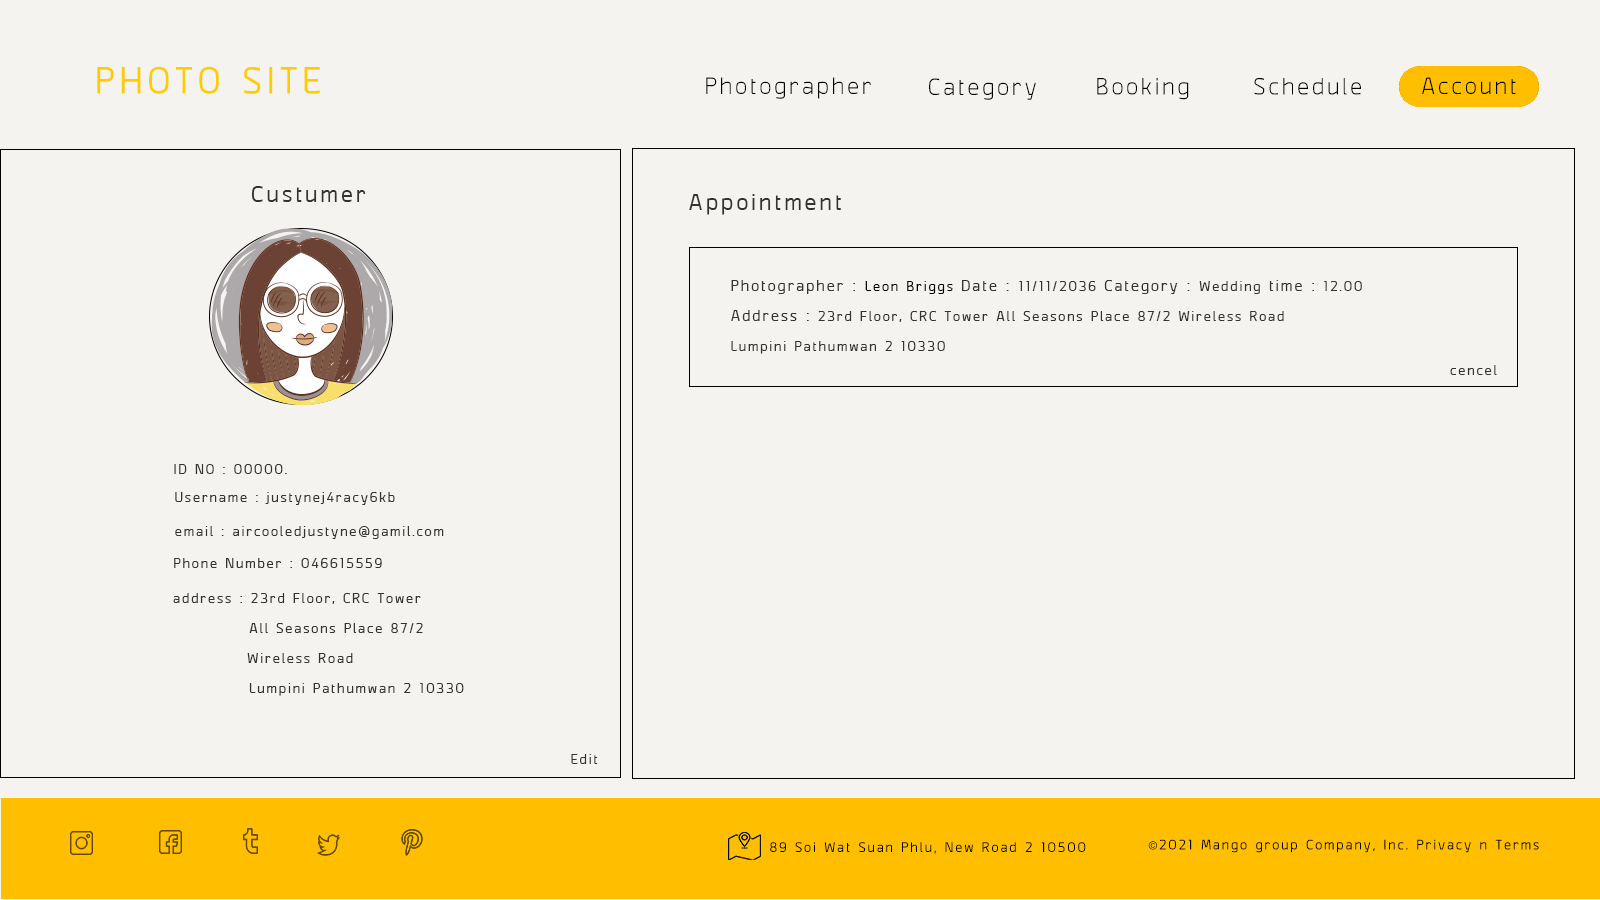 PHOTO SITE
Photographer Category Booking Schedule Account
Custumer
ID NO : 00000.
Username : justynej4racy6kb
email : aircooledjustyne@gamil.com
Phone Number : 046615559
address : 23rd Floor, CRC Tower
All Seasons Place 87/2
Wireless Road
Lumpini Pathumwan 2 10330
Edit
Appointment
Photographer : Leon Briggs Date : 11/11/2036 Category : Wedding time : 12.00
Address : 23rd Floor, CRC Tower All Seasons Place 87/2 Wireless Road
Lumpini Pathumwan 2 10330
cencel
89 Soi Wat Suan Phlu, New Road 2 10500
©2021 Mango group Company, Inc. Privacy n Terms